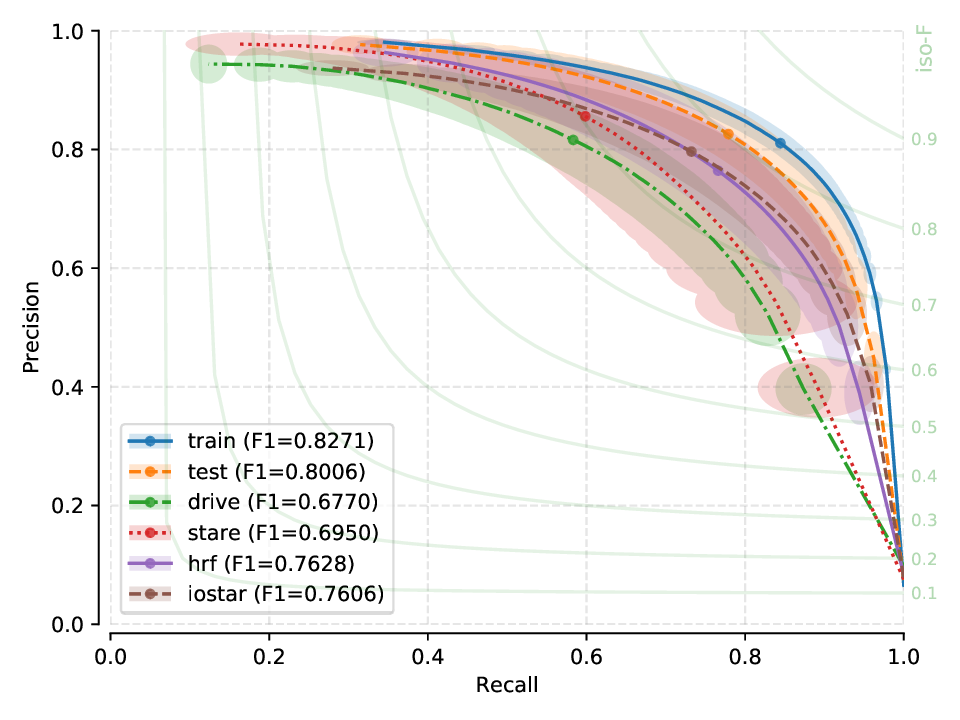 1.0
0.8
0.6
0.4
0.2
0.0
Precision
0.0
0.2
0.4
0.6
0.8
1.0
Recall
iso-F
0.9
0.8
0.7
0.6
0.5
0.4
0.3
0.2
0.1
train (F1=0.8271)
test (F1=0.8006)
drive (F1=0.6770)
stare (F1=0.6950)
hrf (F1=0.7628)
iostar (F1=0.7606)